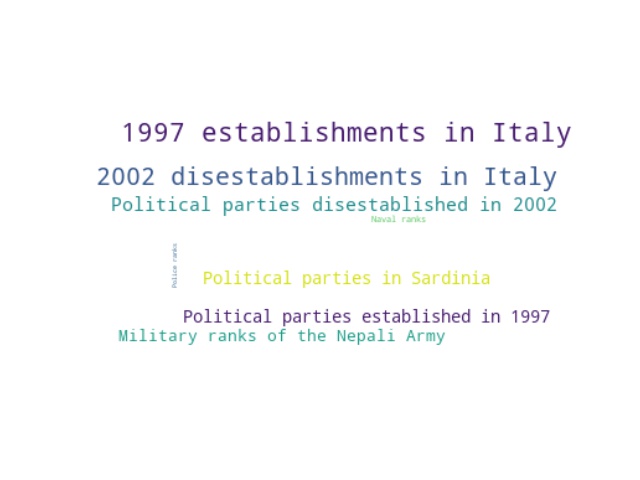 1997 establishments in Italy
2002 disestablishments in Italy
Political parties disestablished in 2002
Naval ranks
Police ranks
Political parties in Sardinia
Political parties established in 1997
Military ranks of the Nepali Army